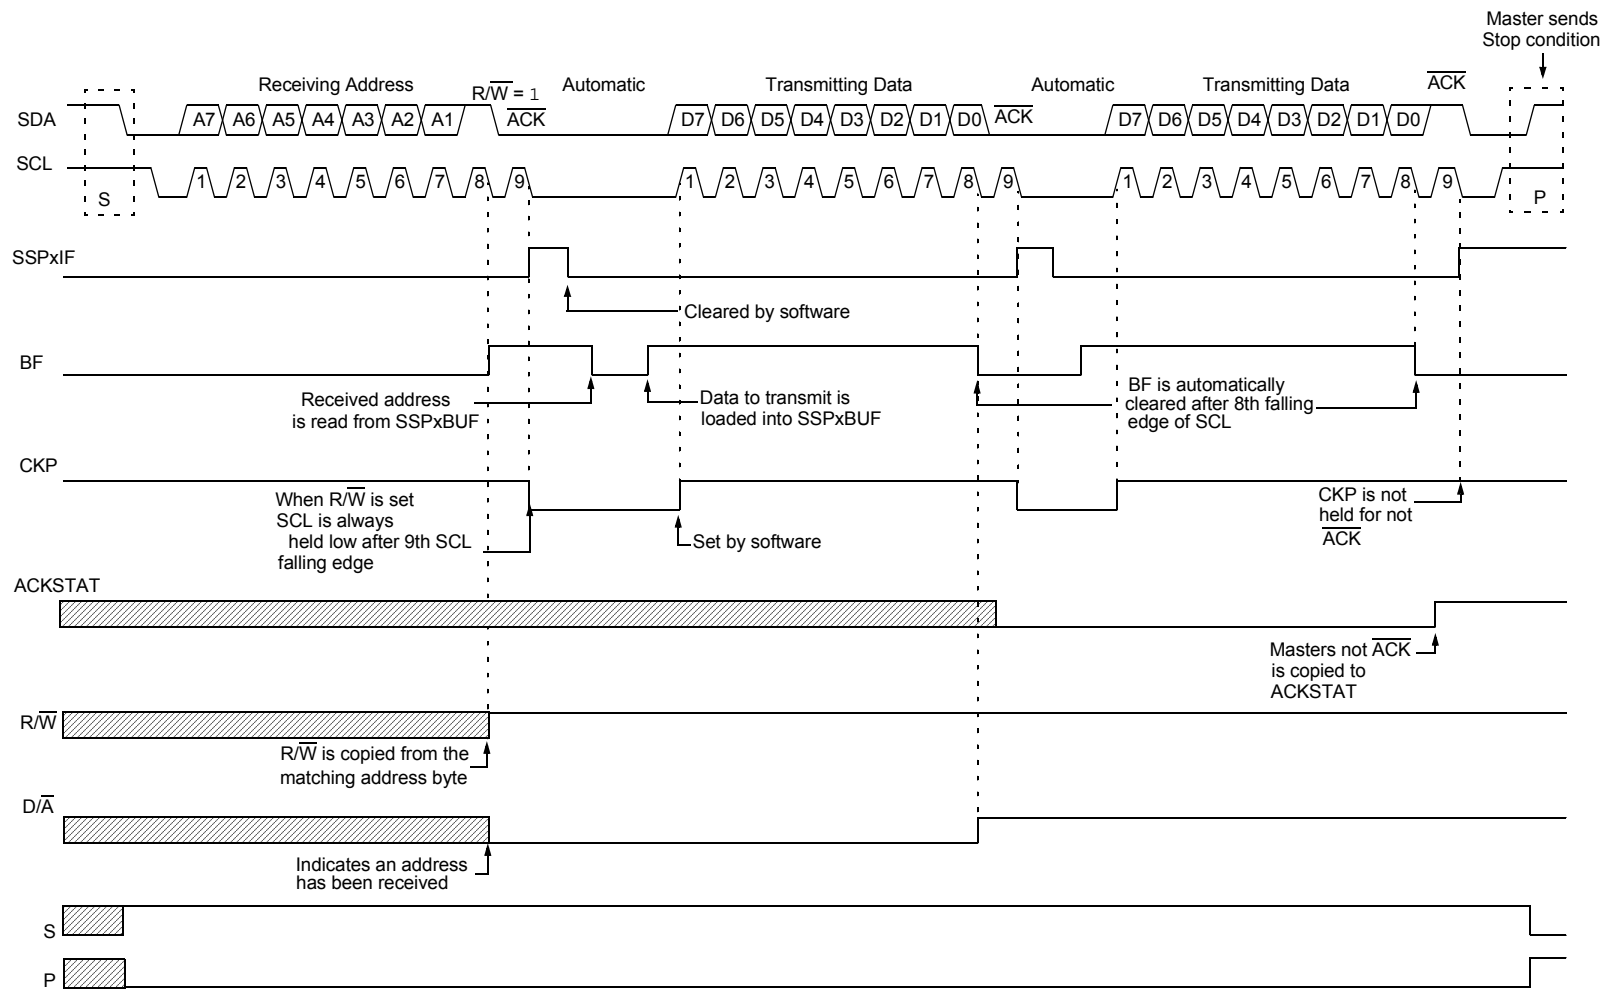 Master sends
Stop condition
Receiving Address
R/W̅ = 1
Automatic
Transmitting Data
Automatic
Transmitting Data
A̅C̅K̅
SDA
A7 A6 A5 A4 A3 A2 A1
A̅C̅K̅
D7 D6 D5 D4 D3 D2 D1 D0
A̅C̅K̅
D7 D6 D5 D4 D3 D2 D1 D0
SCL
S
1 2 3 4 5 6 7 8 9
1 2 3 4 5 6 7 8 9
1 2 3 4 5 6 7 8 9
P
SSPxIF
Cleared by software
BF
Received address
is read from SSPxBUF
Data to transmit is
loaded into SSPxBUF
BF is automatically
cleared after 8th falling
edge of SCL
CKP
When R/W̅ is set
SCL is always
held low after 9th SCL
falling edge
Set by software
CKP is not
held for not
A̅C̅K̅
ACKSTAT
Masters not A̅C̅K̅
is copied to
ACKSTAT
R/W̅
R/W̅ is copied from the
matching address byte
D/A̅
Indicates an address
has been received
S
P